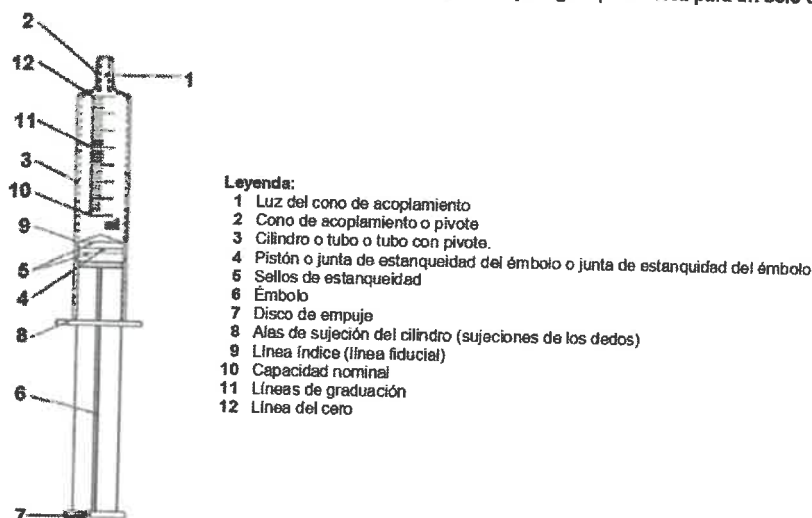 para un solo
2
1
12
11
3
10
9
5
4
8
6
7
Leyenda:
1 Luz del cono de acoplamiento
2 Cono de acoplamiento o pivote
3 Cilindro o tubo o tubo con pivote.
4 Pistón o junta de estanqueidad del émbolo o junta de estanquidad del émbolo
5 Sellos de estanqueidad
6 Émbolo
7 Disco de empuje
8 Alas de sujeción del cilindro (sujeciones de los dedos)
9 Línea índice (línea fiducial)
10 Capacidad nominal
11 Líneas de graduación
12 Línea del cero